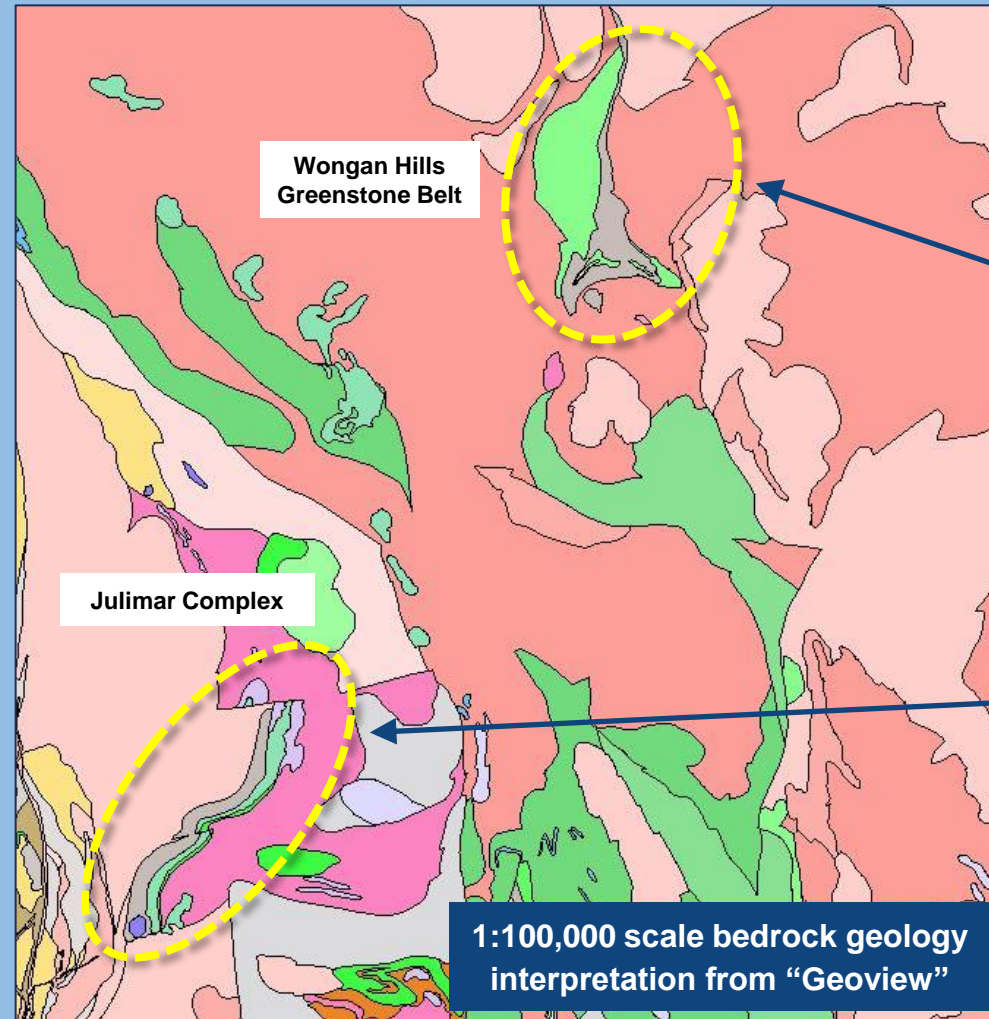 Wongan Hills
Greenstone Belt
Julimar Complex
1:100,000 scale bedrock geology
interpretation from “Geoview”